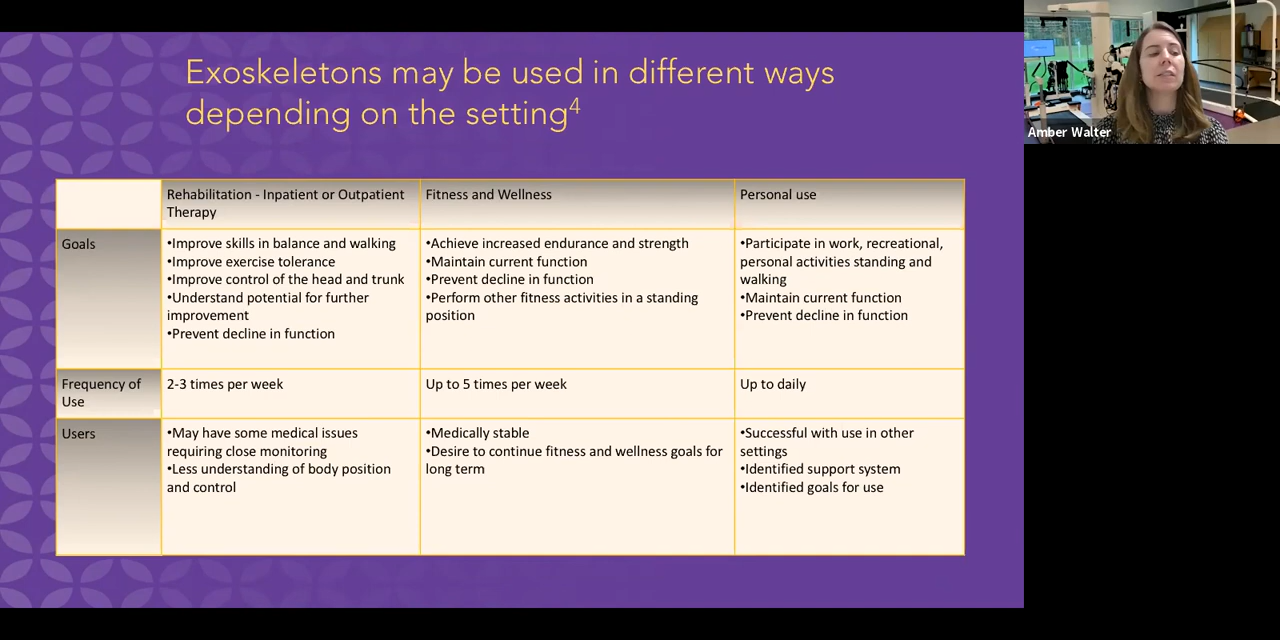 Exoskeletons may be used in different ways
depending on the setting4
Amber Walter
Rehabilitation - Inpatient or Outpatient
Therapy
Fitness and Wellness
Personal use
Goals
•Improve skills in balance and walking
•Improve exercise tolerance
•Improve control of the head and trunk
•Understand potential for further
improvement
•Prevent decline in function
•Achieve increased endurance and strength
•Maintain current function
•Prevent decline in function
•Perform other fitness activities in a standing
position
•Participate in work, recreational,
personal activities standing and
walking
•Maintain current function
•Prevent decline in function
Frequency of
Use
2-3 times per week
Up to 5 times per week
Up to daily
Users
•May have some medical issues
requiring close monitoring
•Less understanding of body position
and control
•Medically stable
•Desire to continue fitness and wellness goals for
long term
•Successful with use in other
settings
•Identified support system
•Identified goals for use